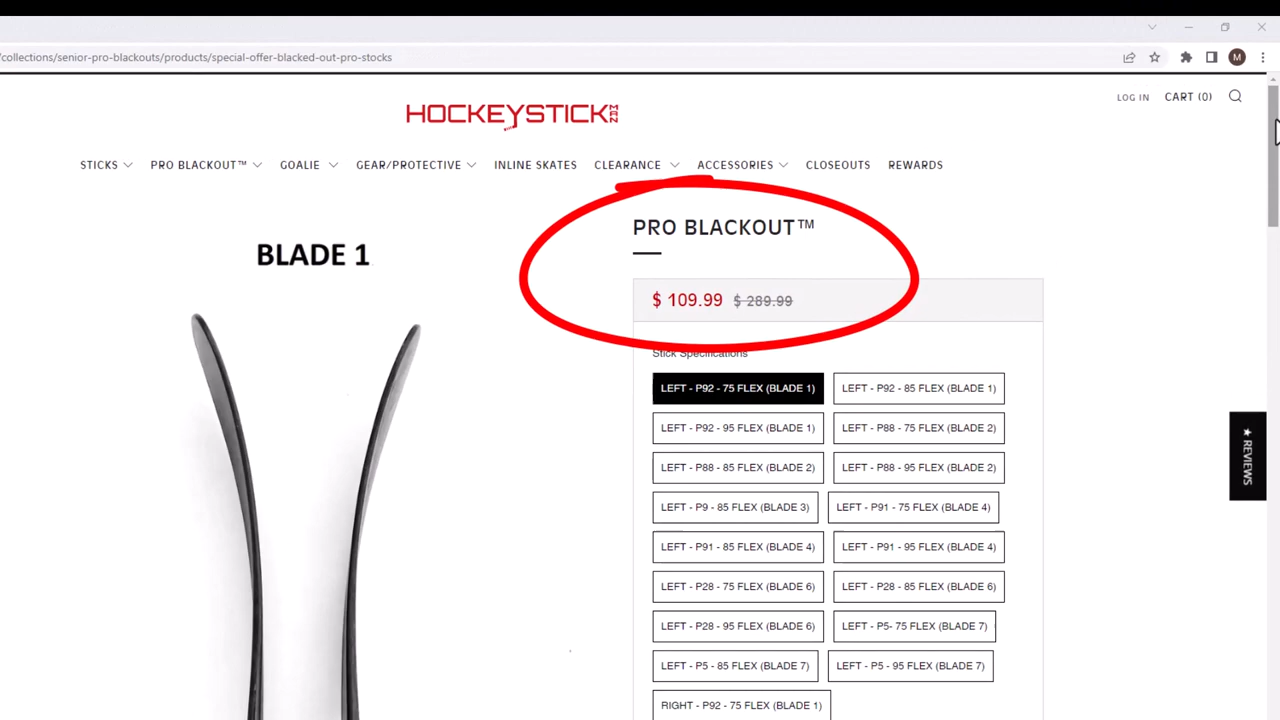 /collections/senior-pro-blackouts/products/special-offer-blacked-out-pro-stocks
M
LOG IN CART (0)
HOCKEYSTICKMAN
STICKS PRO BLACKOUT™ GOALIE GEAR/PROTECTIVE INLINE SKATES CLEARANCE ACCESSORIES CLOSEOUTS REWARDS
BLADE 1
PRO BLACKOUT™
$ 109.99 $ 289.99
Stick Specifications
LEFT - P92 - 75 FLEX (BLADE 1) LEFT - P92 - 85 FLEX (BLADE 1)
LEFT - P92 - 95 FLEX (BLADE 1) LEFT - P88 - 75 FLEX (BLADE 2)
LEFT - P88 - 85 FLEX (BLADE 2) LEFT - P88 - 95 FLEX (BLADE 2)
LEFT - P9 - 85 FLEX (BLADE 3) LEFT - P91 - 75 FLEX (BLADE 4)
LEFT - P91 - 85 FLEX (BLADE 4) LEFT - P91 - 95 FLEX (BLADE 4)
LEFT - P28 - 75 FLEX (BLADE 6) LEFT - P28 - 85 FLEX (BLADE 6)
LEFT - P28 - 95 FLEX (BLADE 6) LEFT - P5- 75 FLEX (BLADE 7)
LEFT - P5 - 85 FLEX (BLADE 7) LEFT - P5 - 95 FLEX (BLADE 7)
RIGHT - P92 - 75 FLEX (BLADE 1)
★ REVIEWS